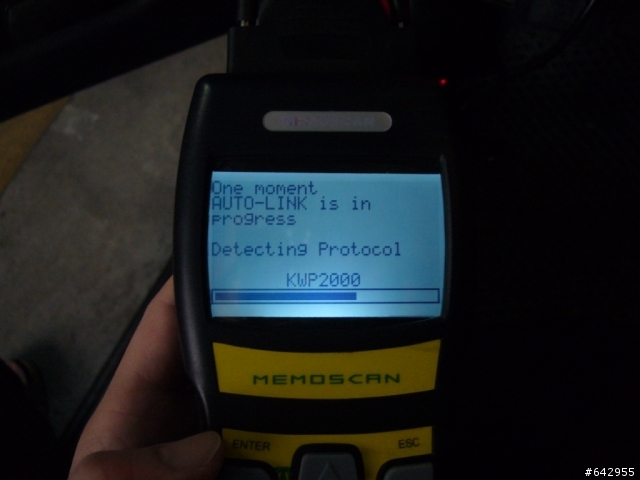 One moment
AUTO-LINK is in
progress
Detecting Protocol
KWP2000
MEMOSCAN
ENTER
ESC
#642955